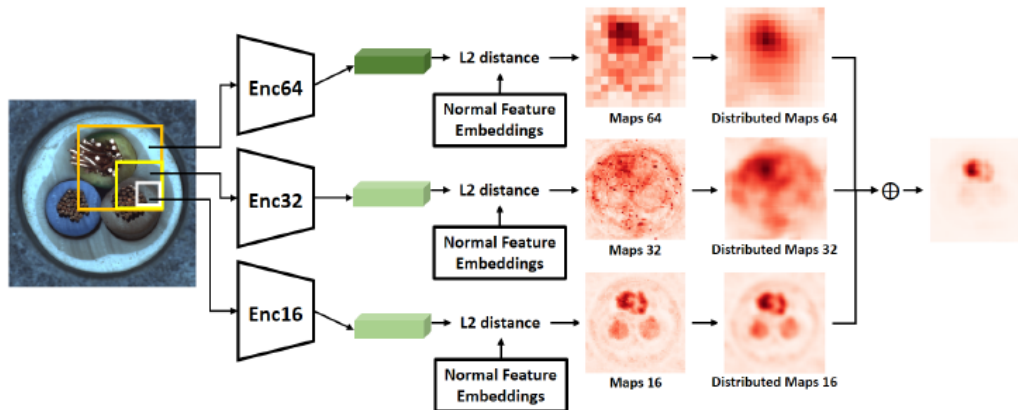 Enc64
L2 distance
Normal Feature
Embeddings
Maps 64
Distributed Maps 64
Enc32
L2 distance
Normal Feature
Embeddings
Maps 32
Distributed Maps 32
Enc16
L2 distance
Normal Feature
Embeddings
Maps 16
Distributed Maps 16